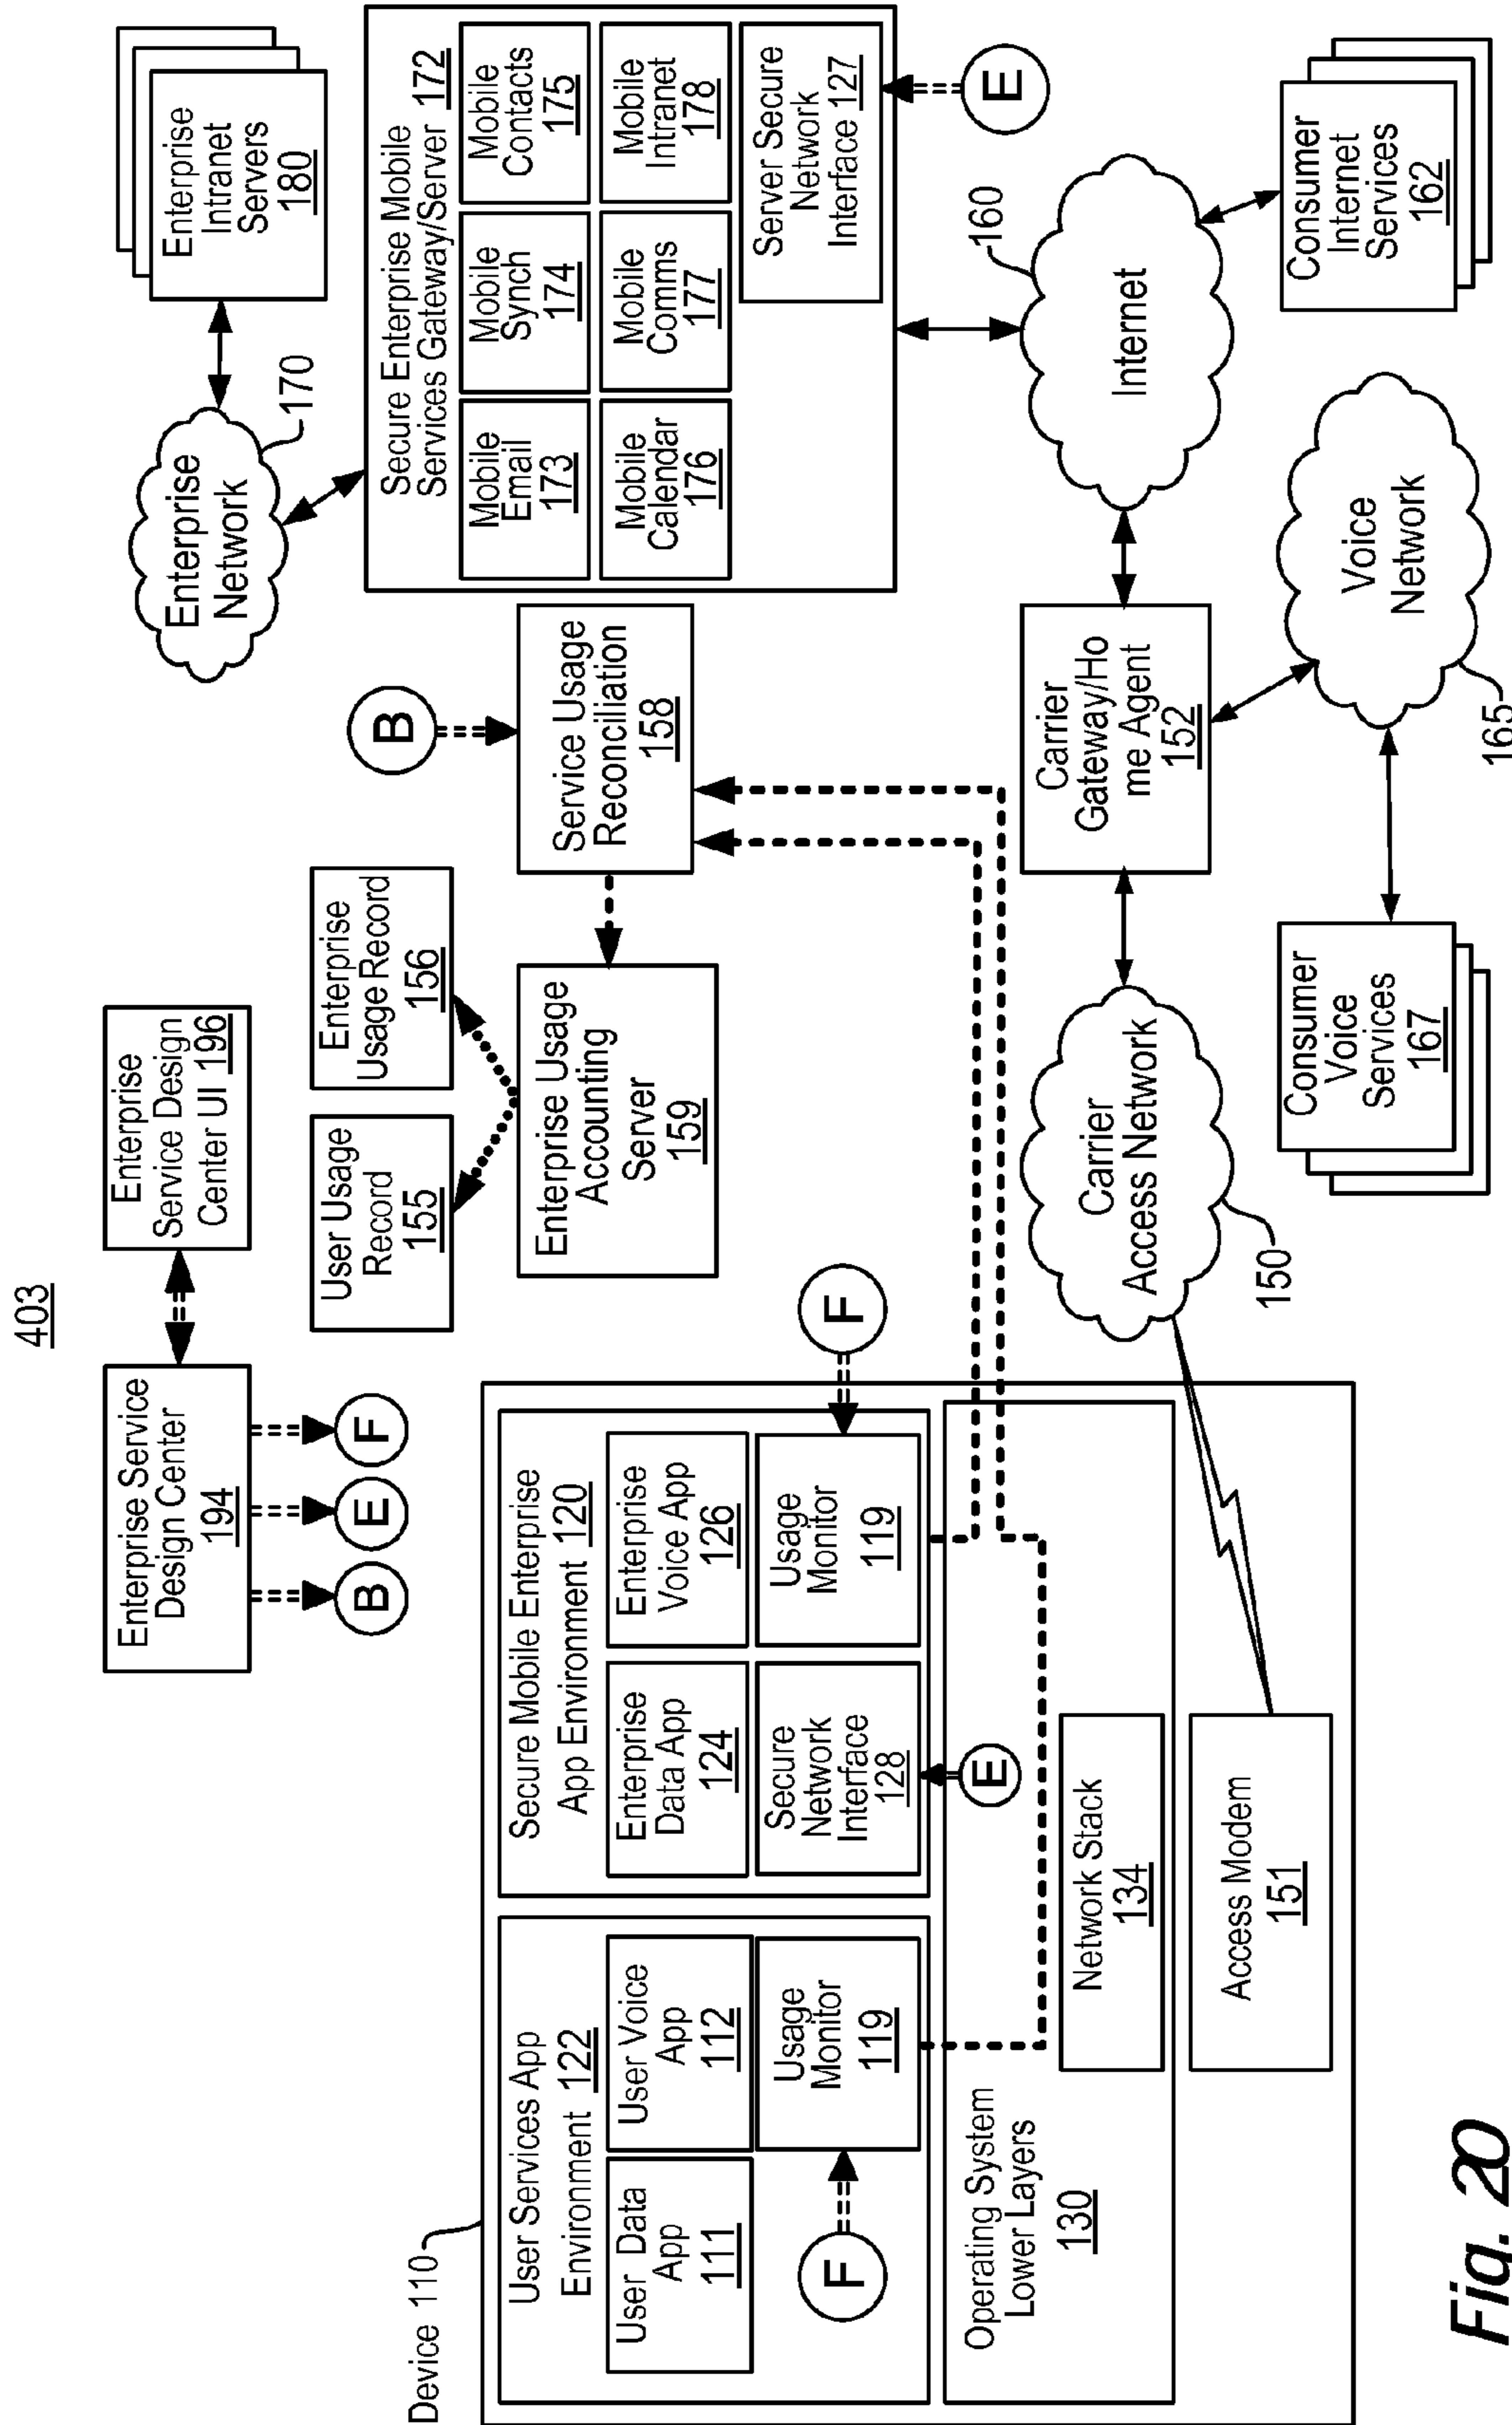 403
Enterprise Service
Design Center
194
B
E
F
Enterprise
Service Design
Center UI 196
Enterprise
Network
170
Enterprise
Intranet
Servers
180
User Usage
Record
155
Enterprise
Usage Record
156
B
Secure Enterprise Mobile
Services Gateway/Server 172
Mobile
Email
173
Mobile
Synch
174
Mobile
Contacts
175
Mobile
Calendar
176
Mobile
Comms
177
Mobile
Intranet
178
Server Secure
Network
Interface 127
E
Enterprise Usage
Accounting
Server
159
Service Usage
Reconciliation
158
Device 110
User Services App
Environment 122
User Data
App
111
User Voice
App
112
Usage
Monitor
119
F
Secure Mobile Enterprise
App Environment 120
Enterprise
Data App
124
Enterprise
Voice App
126
Secure
Network
Interface
128
Usage
Monitor
119
F
E
Operating System
Lower Layers
130
Network Stack
134
Access Modem
151
Carrier
Access Network
150
Carrier
Gateway/Ho
me Agent
152
Internet
160
Consumer
Voice
Services
167
Voice
Network
165
Consumer
Internet
Services
162
Fig. 20